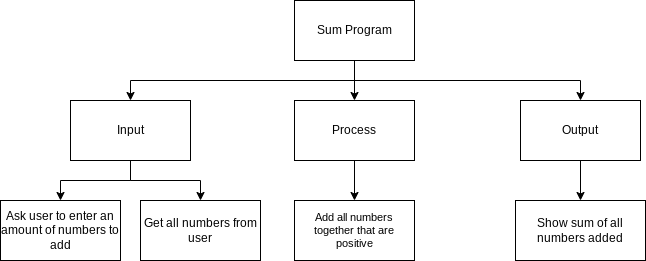 Sum Program
Input
Process
Output
Ask user to enter an
amount of numbers to
add
Get all numbers from
user
Add all numbers
together that are
positive
Show sum of all
numbers added